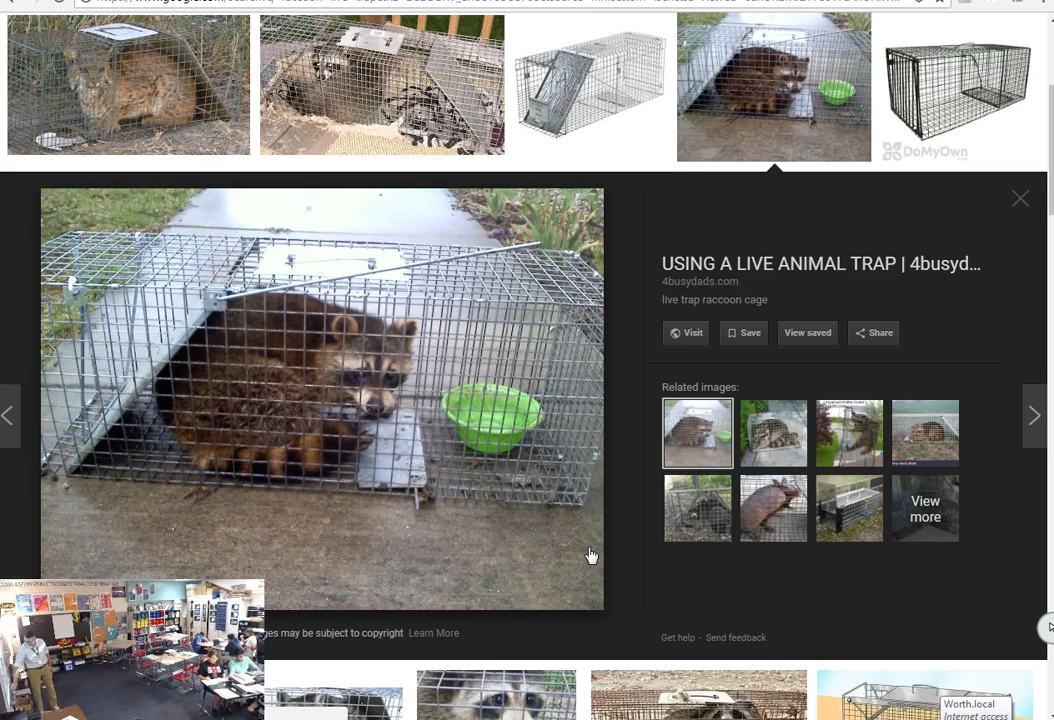 DoMyOwn
USING A LIVE ANIMAL TRAP | 4busyd...
4busydads.com
live trap raccoon cage
Visit
Save
View saved
Share
Related images:
View
more
ges may be subject to copyright Learn More
Get help - Send feedback
Worth.local
Internet access